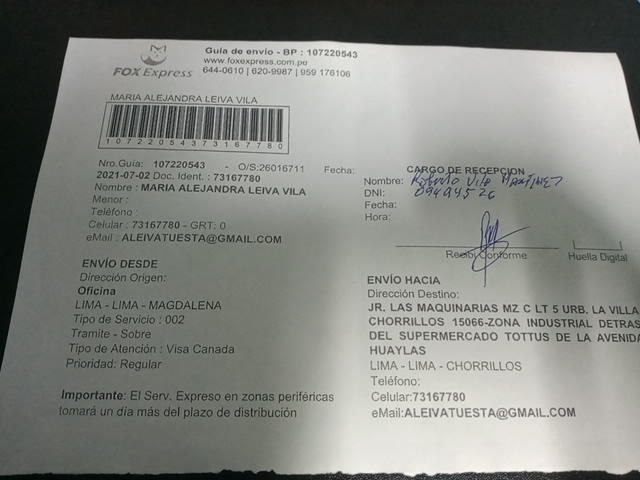 FOX Express
Guía de envío - BP : 107220543
www.foxexpress.com.pe
644-0610 | 620-9987 | 959 176106
MARIA ALEJANDRA LEIVA VILA
10722054373167780
Nro.Guía: 107220543 - O/S:26016711
2021-07-02 Doc. Ident. : 73167780
Nombre : MARIA ALEJANDRA LEIVA VILA
Menor :
Teléfono :
Celular : 73167780 - GRT: 0
eMail : ALEIVATUESTA@GMAIL.COM
Fecha:
CARGO DE RECEPCION
Nombre: Roberto Vila Martinez
DNI: 09494526
Fecha:
Hora:
Recibí Conforme
Huella Digital
ENVÍO DESDE
Dirección Origen:
Oficina
LIMA - LIMA - MAGDALENA
Tipo de Servicio : 002
Tramite - Sobre
Tipo de Atención : Visa Canada
Prioridad: Regular
Importante: El Serv. Expreso en zonas periféricas
tomará un día más del plazo de distribución
ENVÍO HACIA
Dirección Destino:
JR. LAS MAQUINARIAS MZ C LT 5 URB. LA VILLA
CHORRILLOS 15066-ZONA INDUSTRIAL DETRAS
DEL SUPERMERCADO TOTTUS DE LA AVENIDA
HUAYLAS
LIMA - LIMA - CHORRILLOS
Teléfono:
Celular:73167780
eMail:ALEIVATUESTA@GMAIL.COM